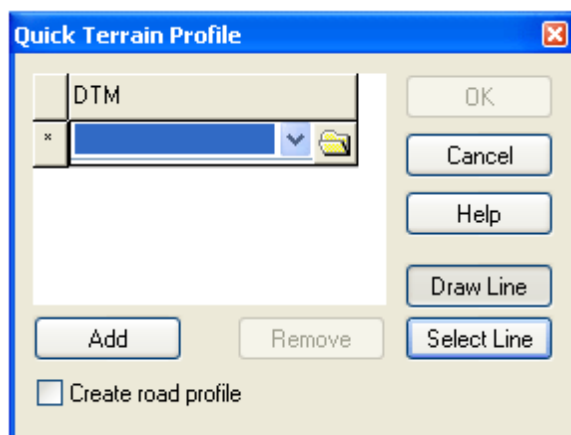 Quick Terrain Profile
DTM
OK
*
Cancel
Help
Draw Line
Add
Remove
Select Line
Create road profile